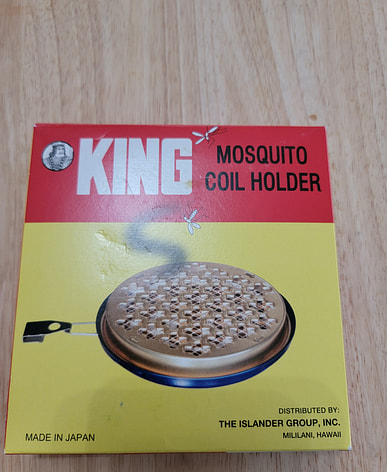 KING
MOSQUITO
COIL HOLDER
DISTRIBUTED BY:
THE ISLANDER GROUP, INC.
MILILANI, HAWAII
MADE IN JAPAN